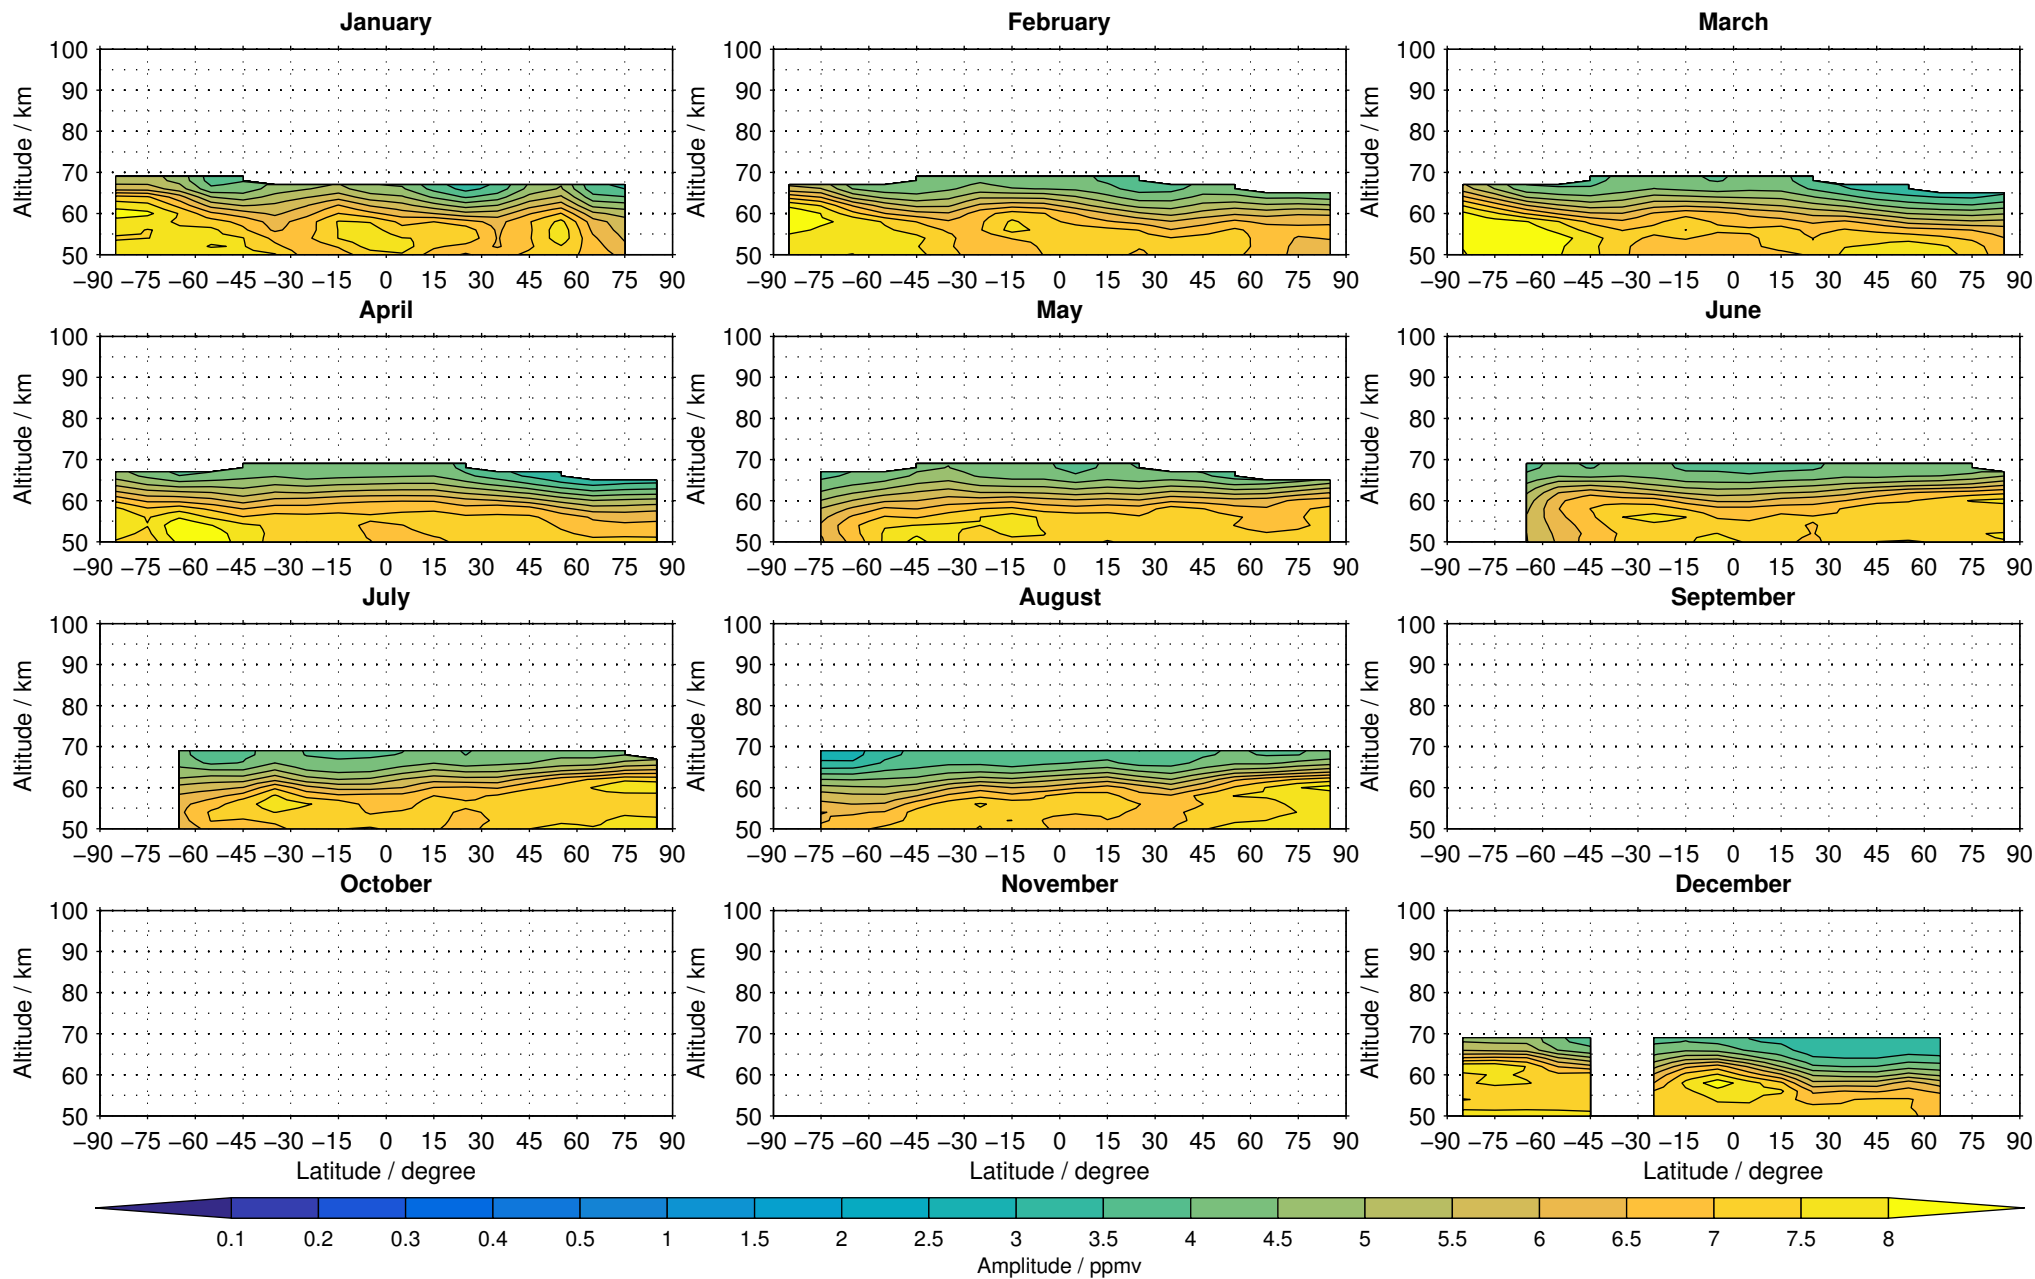 January February March
100 100 100
90 90 90
80 80 80
70 70 70
60 60 60
50 50 50
Altitude / km Altitude / km Altitude / km
−90 −75 −60 −45 −30 −15 0 15 30 45 60 75 90 −90 −75 −60 −45 −30 −15 0 15 30 45 60 75 90 −90 −75 −60 −45 −30 −15 0 15 30 45 60 75 90
April May June
100 100 100
90 90 90
80 80 80
70 70 70
60 60 60
50 50 50
Altitude / km Altitude / km Altitude / km
−90 −75 −60 −45 −30 −15 0 15 30 45 60 75 90 −90 −75 −60 −45 −30 −15 0 15 30 45 60 75 90 −90 −75 −60 −45 −30 −15 0 15 30 45 60 75 90
July August September
100 100 100
90 90 90
80 80 80
70 70 70
60 60 60
50 50 50
Altitude / km Altitude / km Altitude / km
−90 −75 −60 −45 −30 −15 0 15 30 45 60 75 90 −90 −75 −60 −45 −30 −15 0 15 30 45 60 75 90 −90 −75 −60 −45 −30 −15 0 15 30 45 60 75 90
October November December
100 100 100
90 90 90
80 80 80
70 70 70
60 60 60
50 50 50
Altitude / km Altitude / km Altitude / km
−90 −75 −60 −45 −30 −15 0 15 30 45 60 75 90 −90 −75 −60 −45 −30 −15 0 15 30 45 60 75 90 −90 −75 −60 −45 −30 −15 0 15 30 45 60 75 90
Latitude / degree Latitude / degree Latitude / degree
0.1 0.2 0.3 0.4 0.5 1 1.5 2 2.5 3 3.5 4 4.5 5 5.5 6 6.5 7 7.5 8
Amplitude / ppmv